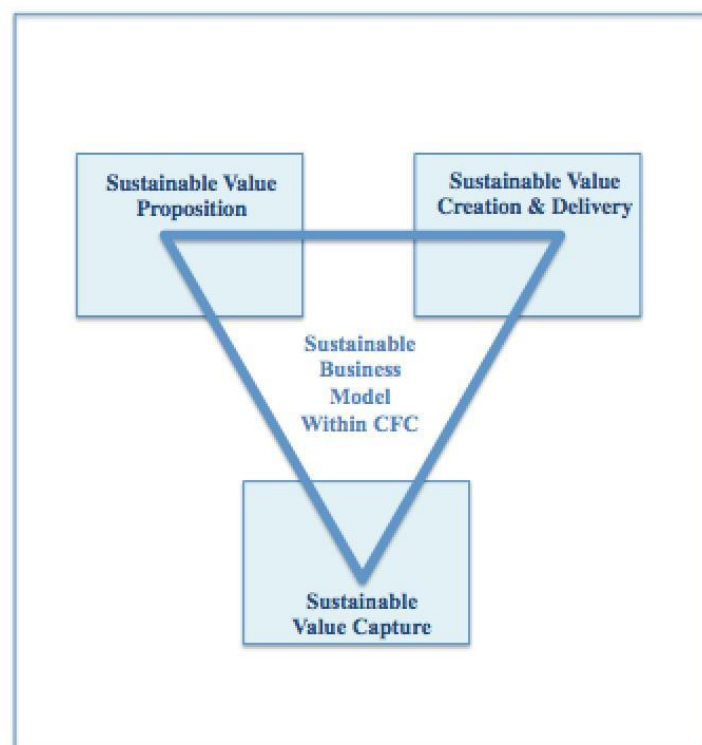 Sustainable Value
Proposition
Sustainable Value
Creation & Delivery
Sustainable
Business
Model
Within CFC
Sustainable
Value Capture